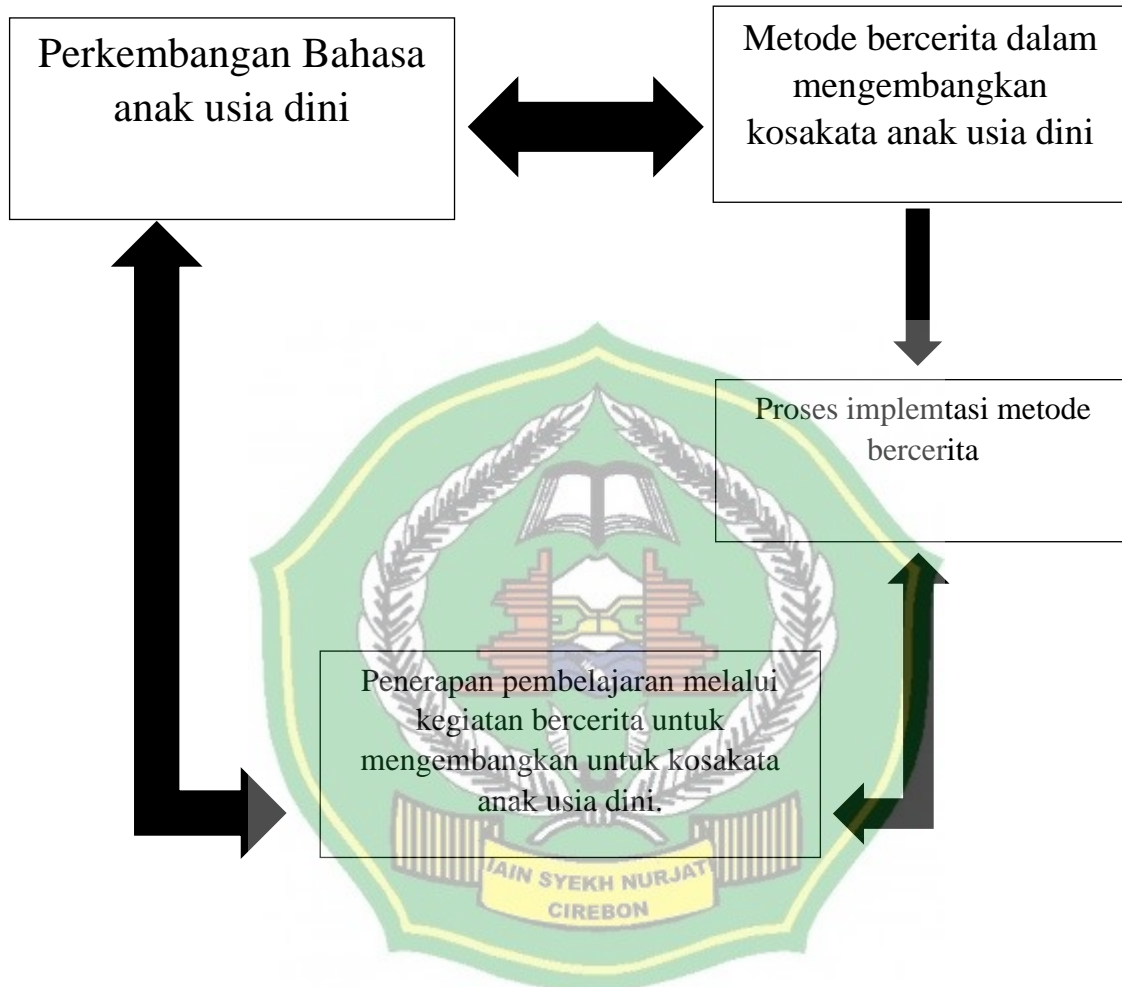 Perkembangan Bahasa
anak usia dini
Metode bercerita dalam
mengembangkan
kosakata anak usia dini
Proses implemtasi metode
bercerita
Penerapan pembelajaran melalui
kegiatan bercerita untuk
mengembangkan untuk kosakata
anak usia dini.
IAIN SYEKH NURJATI
CIREBON